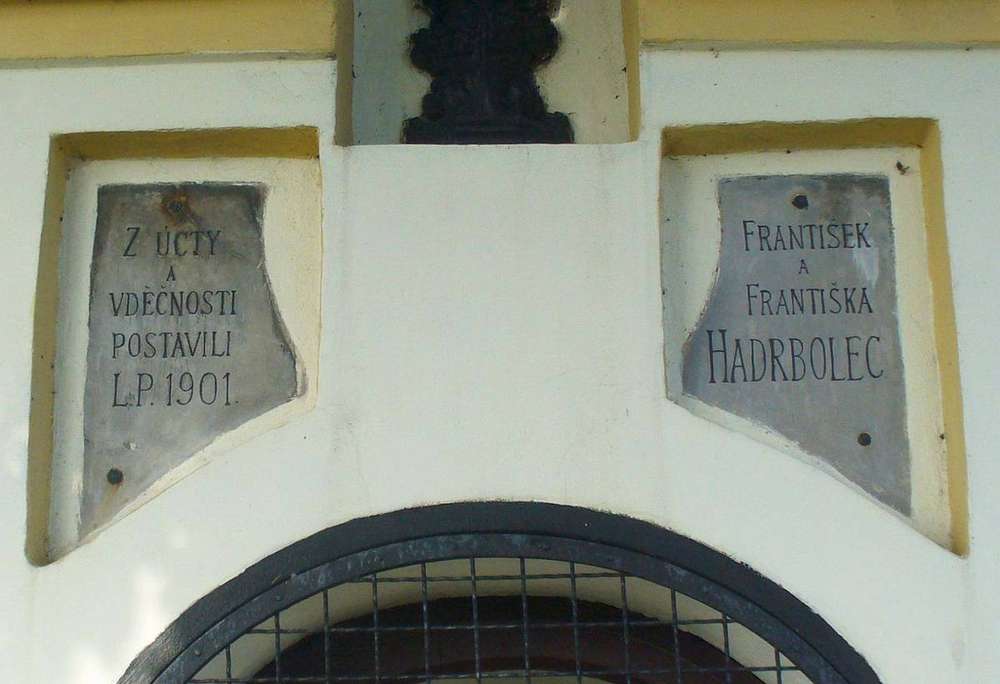 Z ÚCTY
A
VDĚČNOSTI
POSTAVILI
L.P. 1901.
FRANTIŠEK
A
FRANTIŠKA
HADRBOLEC